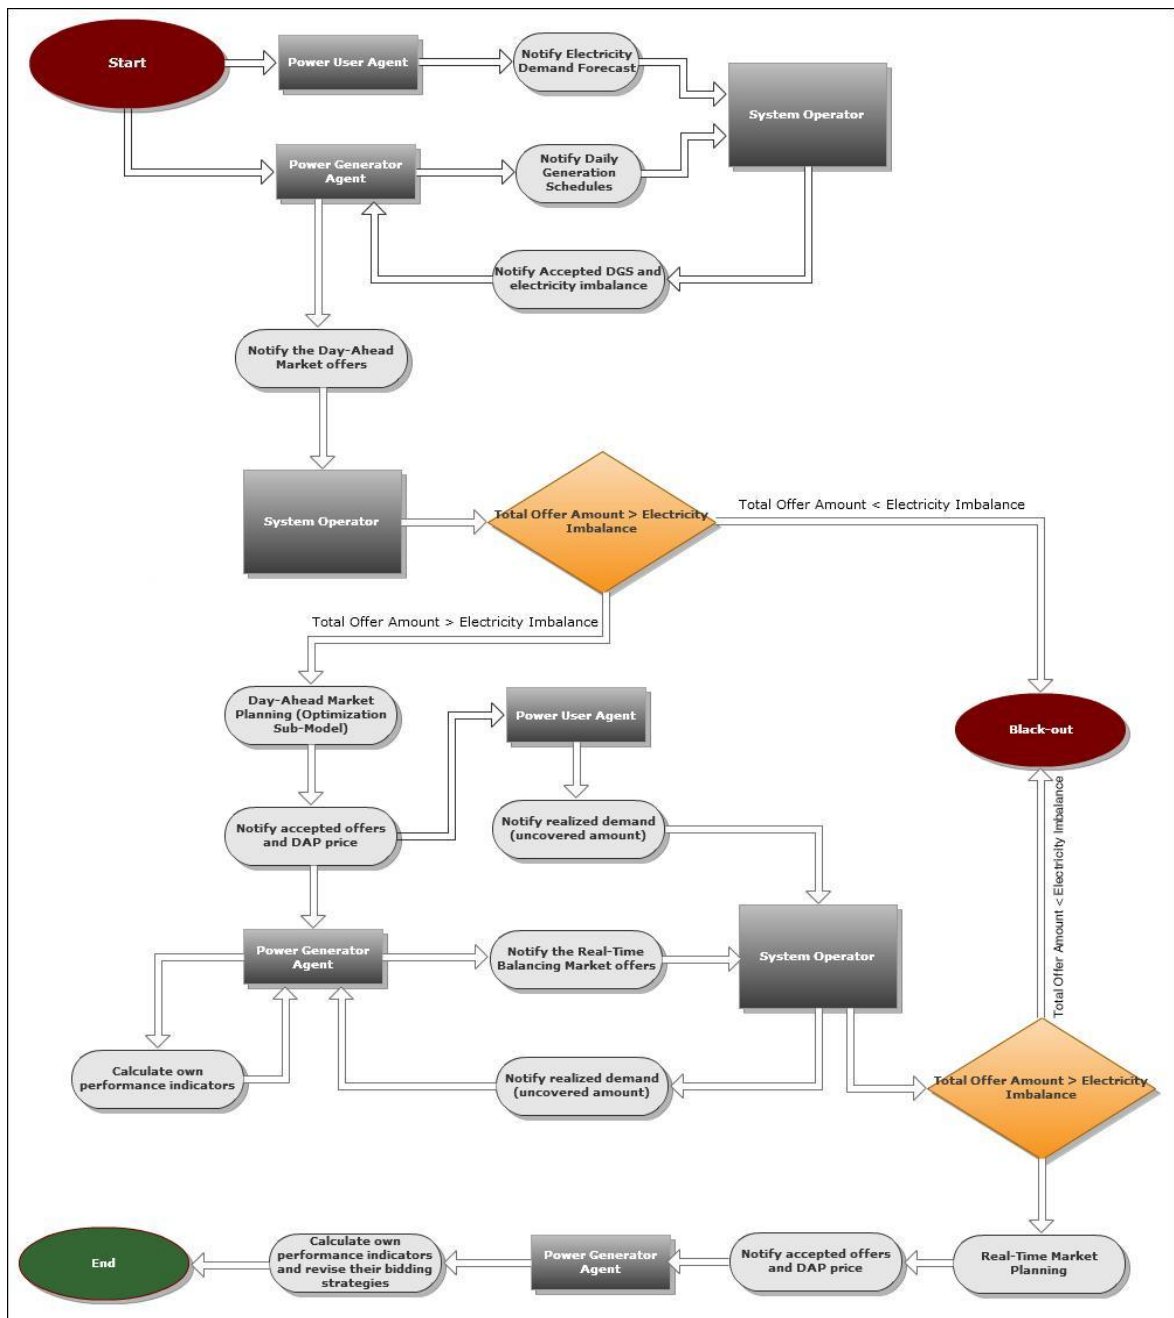 Start
Power User Agent
Notify Electricity
Demand Forecast
System Operator
Power Generator
Agent
Notify Daily
Generation
Schedules
Notify Accepted DGS and
electricity imbalance
Notify the Day-Ahead
Market offers
System Operator
Total Offer Amount > Electricity
Imbalance
Total Offer Amount < Electricity Imbalance
Total Offer Amount > Electricity Imbalance
Day-Ahead Market
Planning (Optimization
Sub-Model)
Power User Agent
Black-out
Notify accepted offers
and DAP price
Notify realized demand
(uncovered amount)
Total Offer Amount < Electricity Imbalance
Power Generator
Agent
Notify the Real-Time
Balancing Market offers
System Operator
Calculate own
performance indicators
Notify realized demand
(uncovered amount)
Total Offer Amount > Electricity
Imbalance
End
Calculate own
performance indicators
and revise their bidding
strategies
Power Generator
Agent
Notify accepted offers
and DAP price
Real-Time Market
Planning